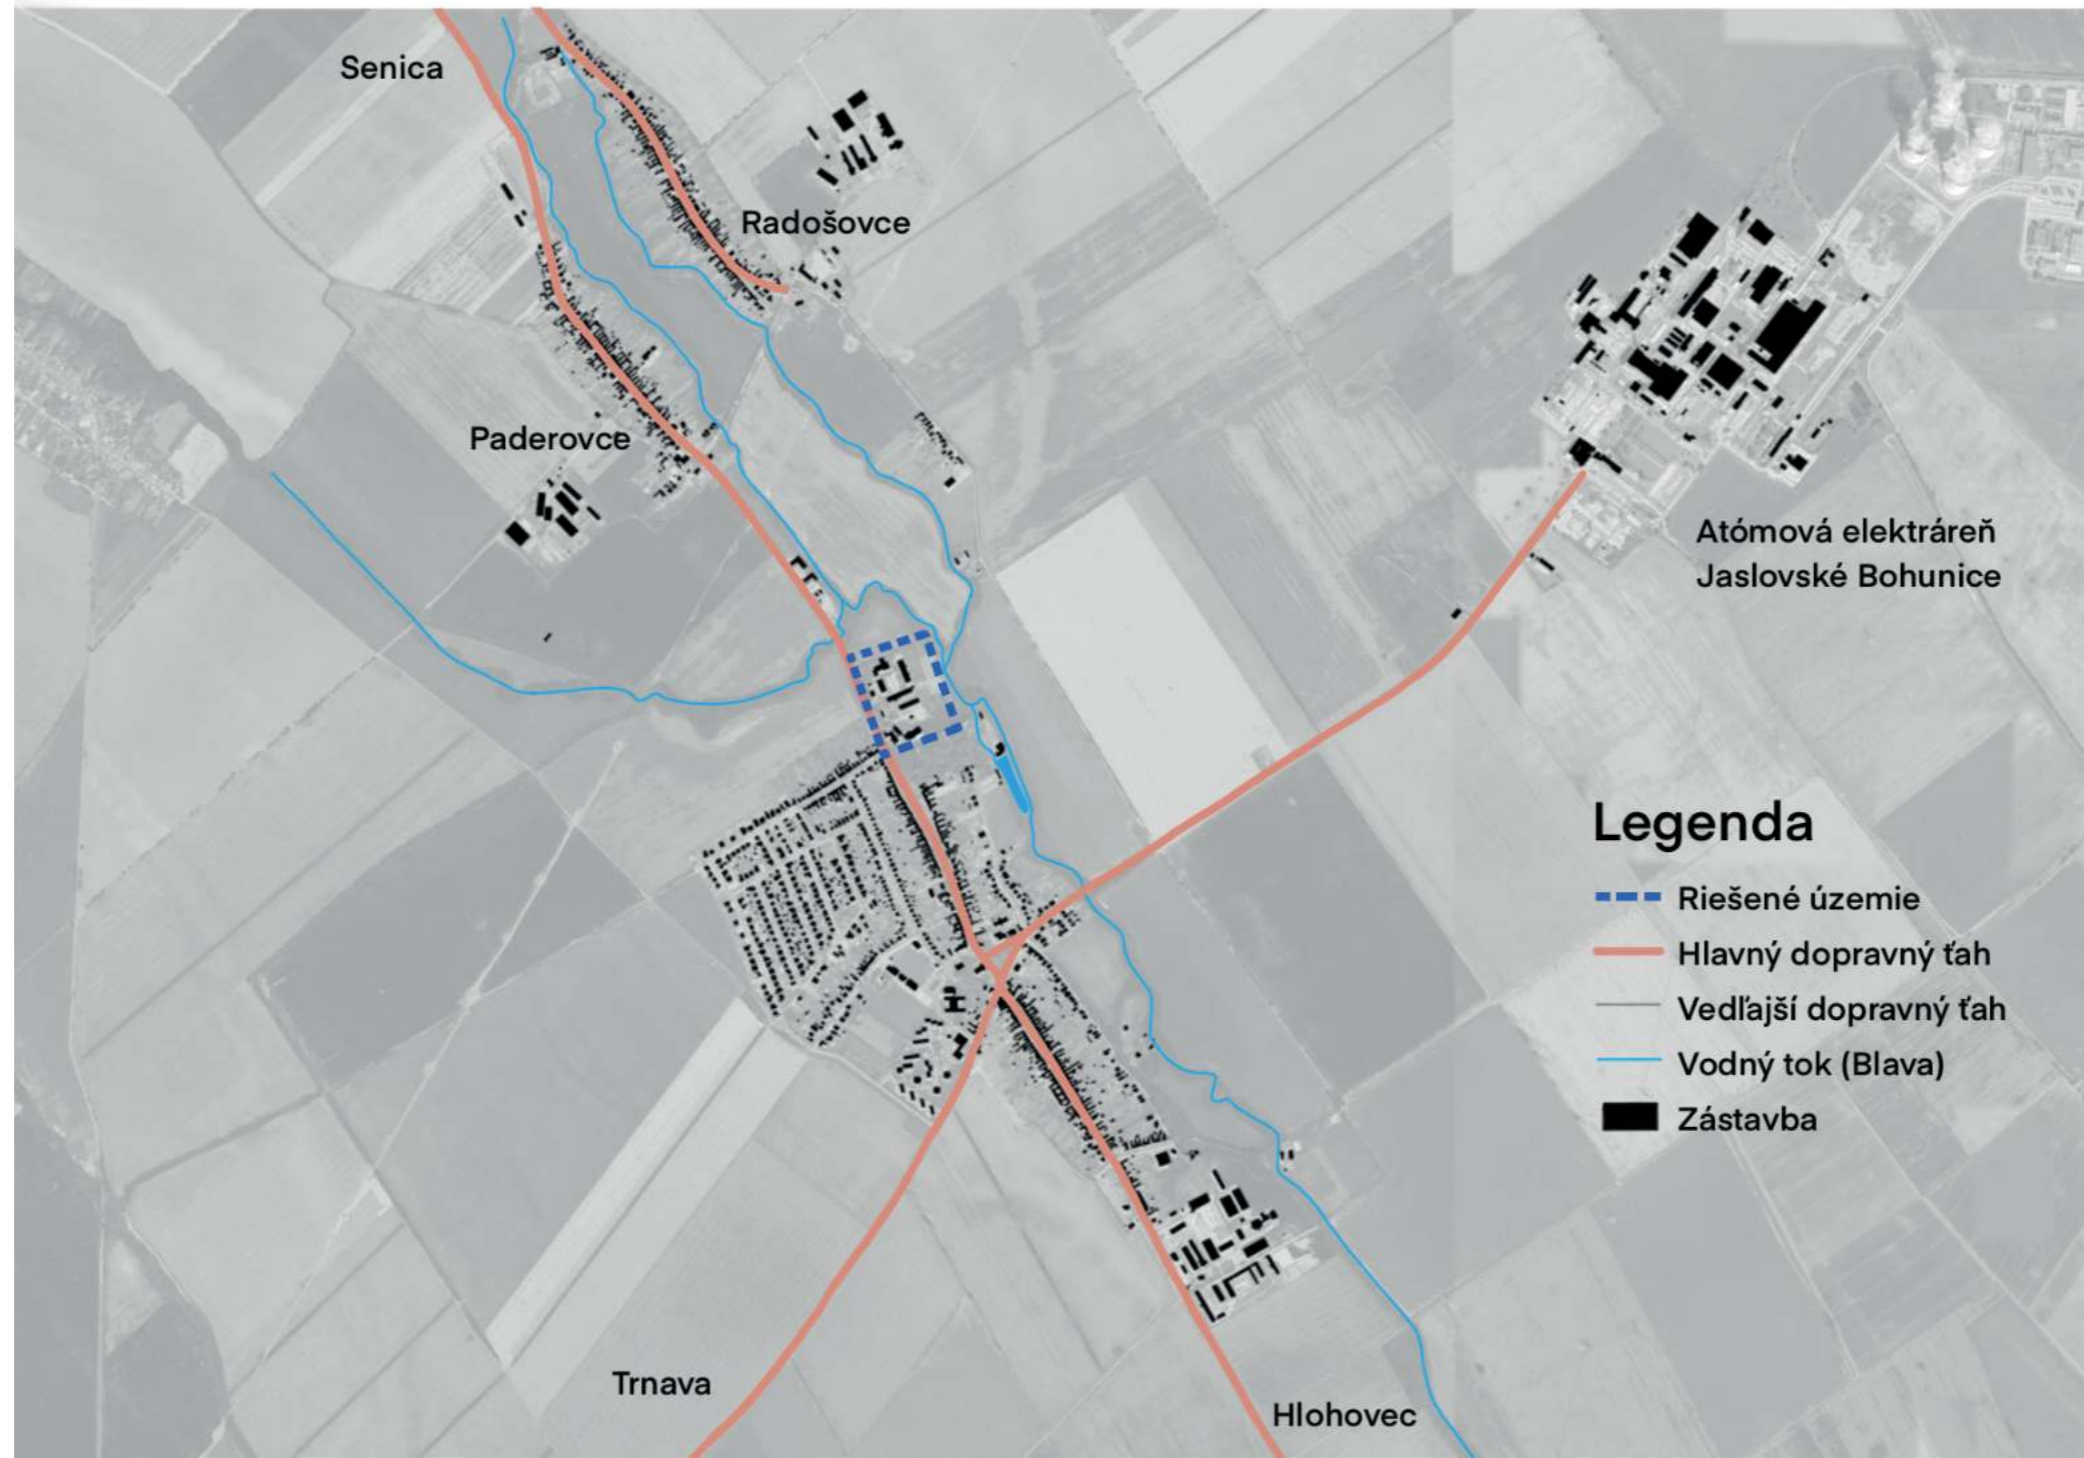 Senica
Radošovce
Paderovce
Atómová elektráreň
Jaslovské Bohunice
Legenda
Riešené územie
Hlavný dopravný ťah
Vedľajší dopravný ťah
Vodný tok (Blava)
Zástavba
Trnava
Hlohovec